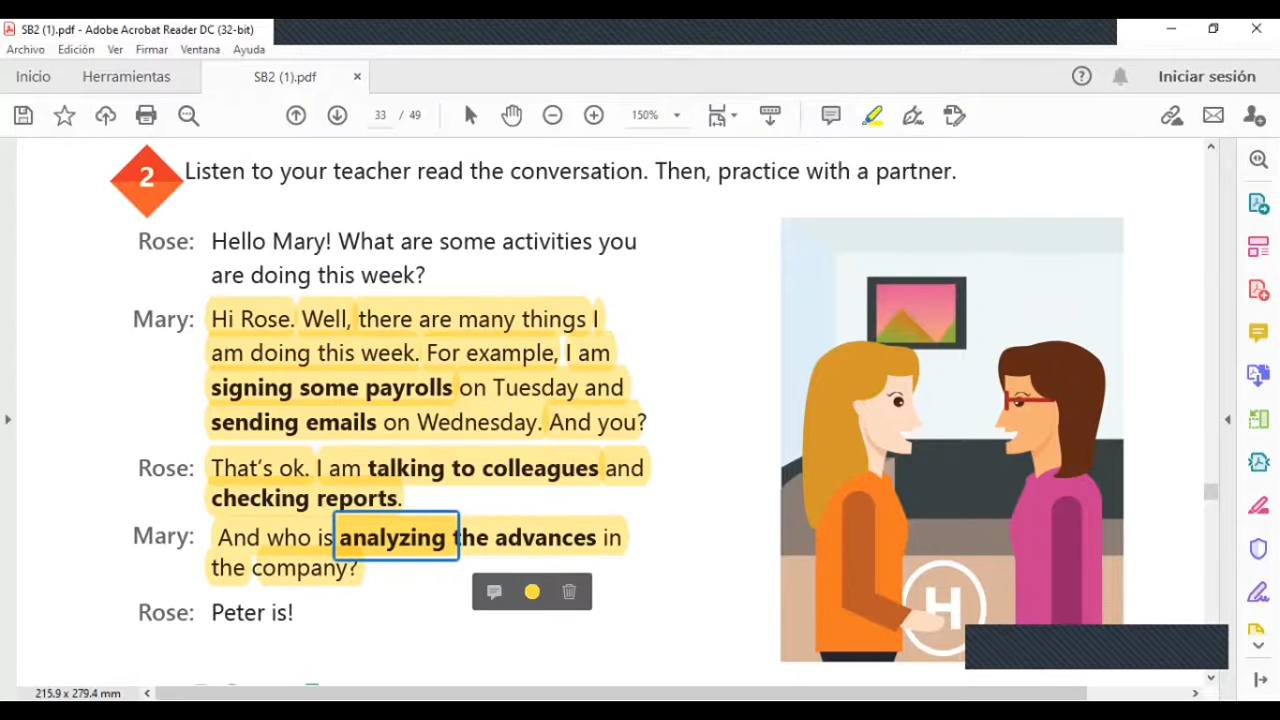 SB2 (1).pdf - Adobe Acrobat Reader DC (32-bit)
Archivo Edición Ver Firmar Ventana Ayuda
Inicio Herramientas SB2 (1).pdf × Iniciar sesión
33 / 49 150%
2 Listen to your teacher read the conversation. Then, practice with a partner.
Rose: Hello Mary! What are some activities you
are doing this week?
Mary: Hi Rose. Well, there are many things I
am doing this week. For example, I am
signing some payrolls on Tuesday and
sending emails on Wednesday. And you?
Rose: That's ok. I am talking to colleagues and
checking reports.
Mary: And who is analyzing the advances in
the company?
Rose: Peter is!
H
215.9 x 279.4 mm